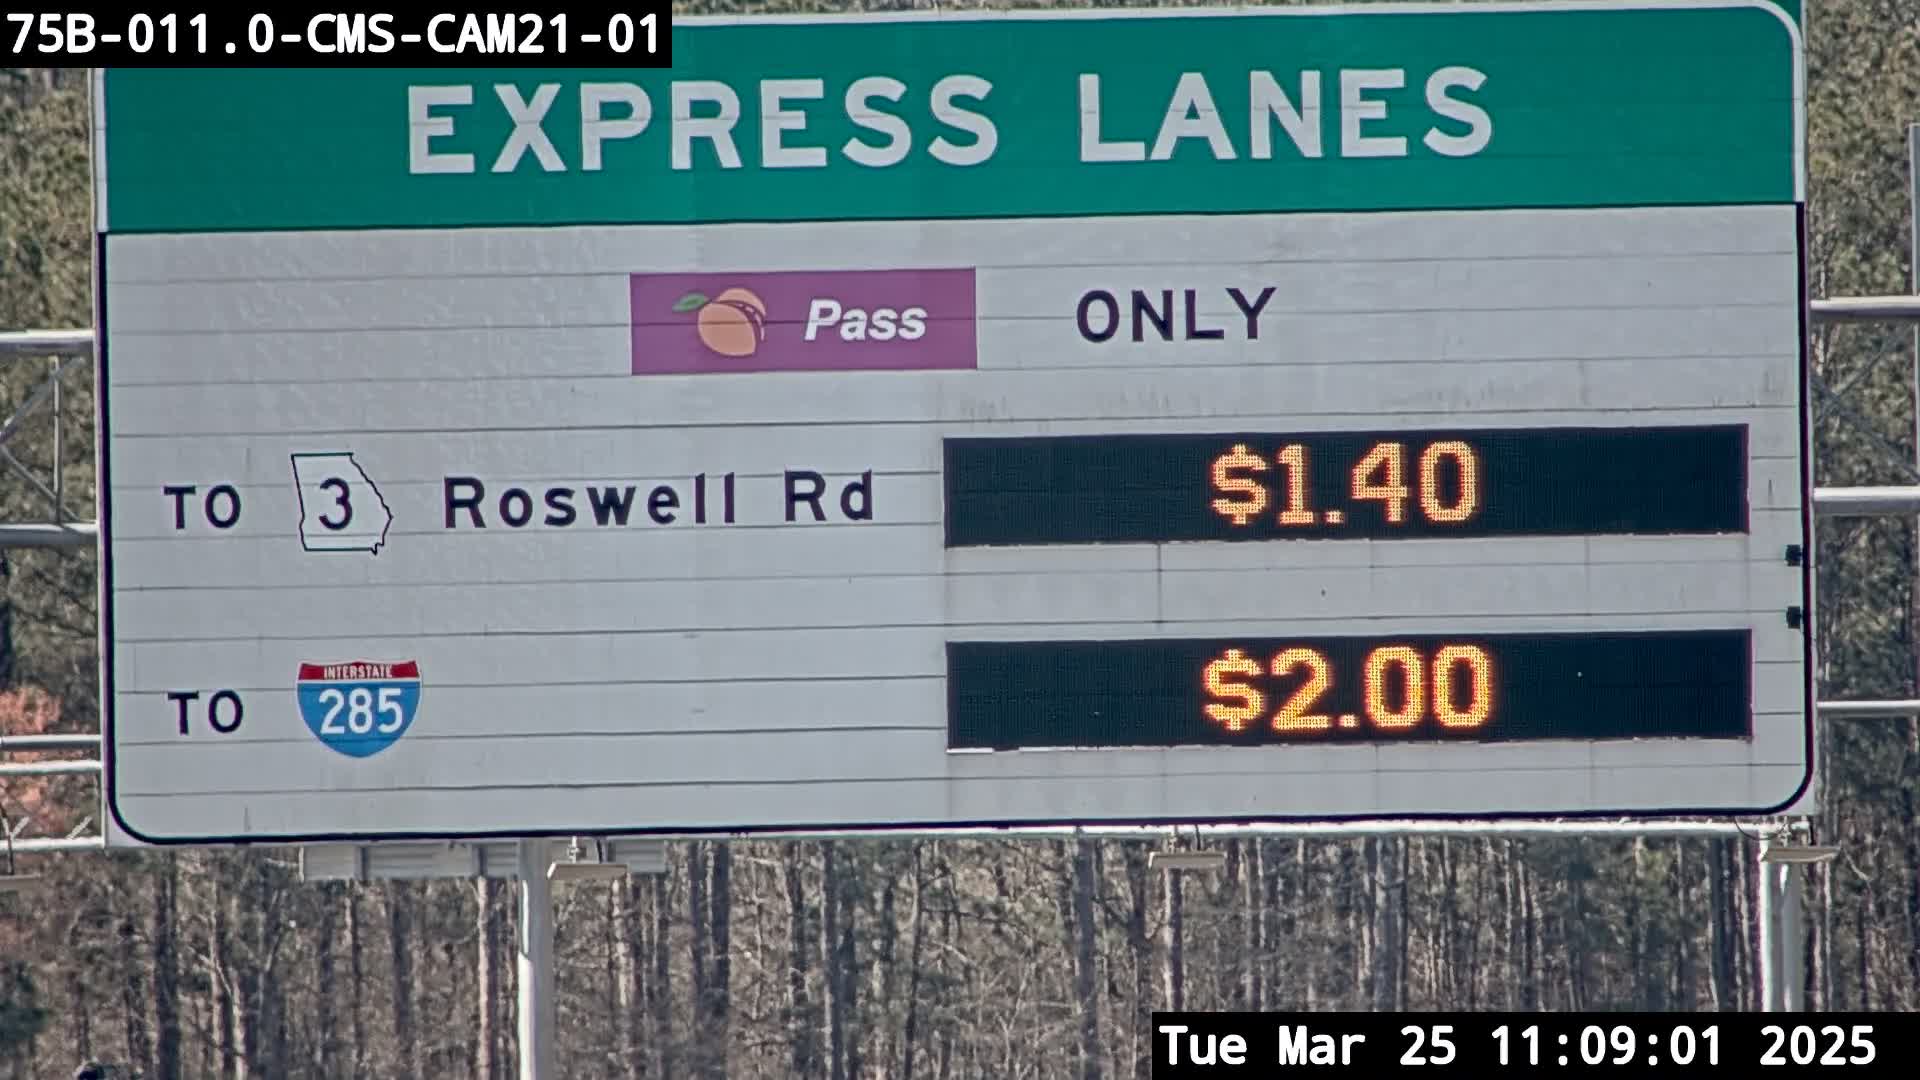 75B-011.0-CMS-CAM21-01
EXPRESS LANES
Pass ONLY
TO 3 Roswell Rd $1.40
INTERSTATE
TO 285 $2.00
Tue Mar 25 11:09:01 2025